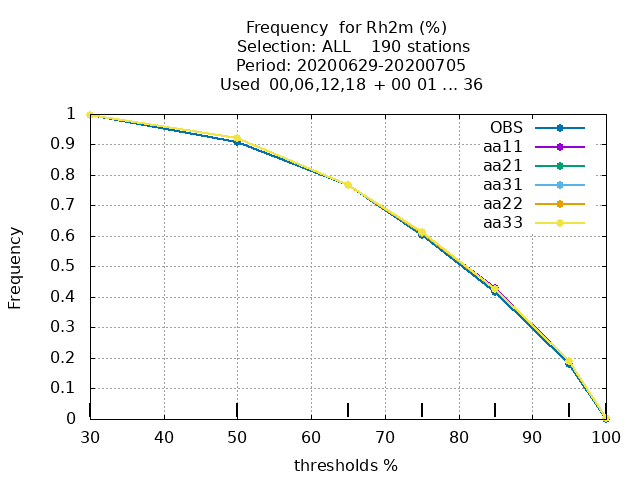 Frequency  for Rh2m (%)
Selection: ALL    190 stations
Period: 20200629-20200705
Used  00,06,12,18  + 00 01 ... 36
1
0.9
0.8
0.7
0.6
0.5
0.4
0.3
0.2
0.1
0
Frequency
OBS
aa11
aa21
aa31
aa22
aa33
30 40 50 60 70 80 90 100
thresholds %